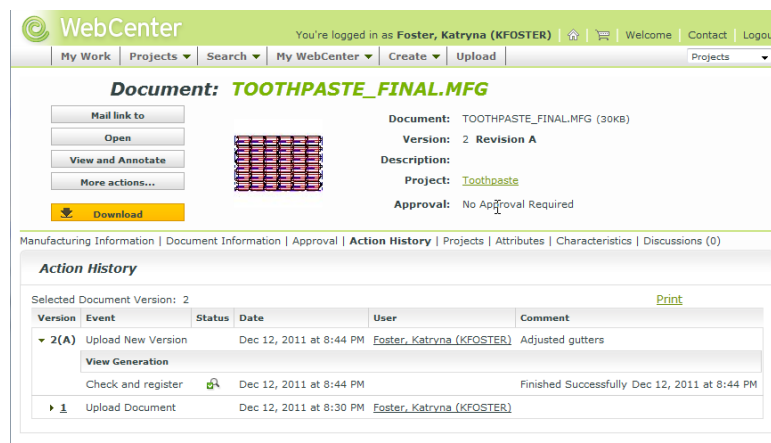 WebCenter
You're logged in as Foster, Katryna (KFOSTER) | Welcome | Contact | Logou
My Work | Projects | Search | My WebCenter | Create | Upload
Projects
Document: TOOTHPASTE_FINAL.MFG
Mail link to
Open
View and Annotate
More actions...
Download
Document: TOOTHPASTE_FINAL.MFG (30KB)
Version: 2 Revision A
Description:
Project: Toothpaste
Approval: No Approval Required
Manufacturing Information | Document Information | Approval | Action History | Projects | Attributes | Characteristics | Discussions (0)
Action History
Selected Document Version: 2
Print
Version Event Status Date User Comment
2(A) Upload New Version Dec 12, 2011 at 8:44 PM Foster, Katryna (KFOSTER) Adjusted gutters
View Generation
Check and register Dec 12, 2011 at 8:44 PM Finished Successfully Dec 12, 2011 at 8:44 PM
1 Upload Document Dec 12, 2011 at 8:30 PM Foster, Katryna (KFOSTER)